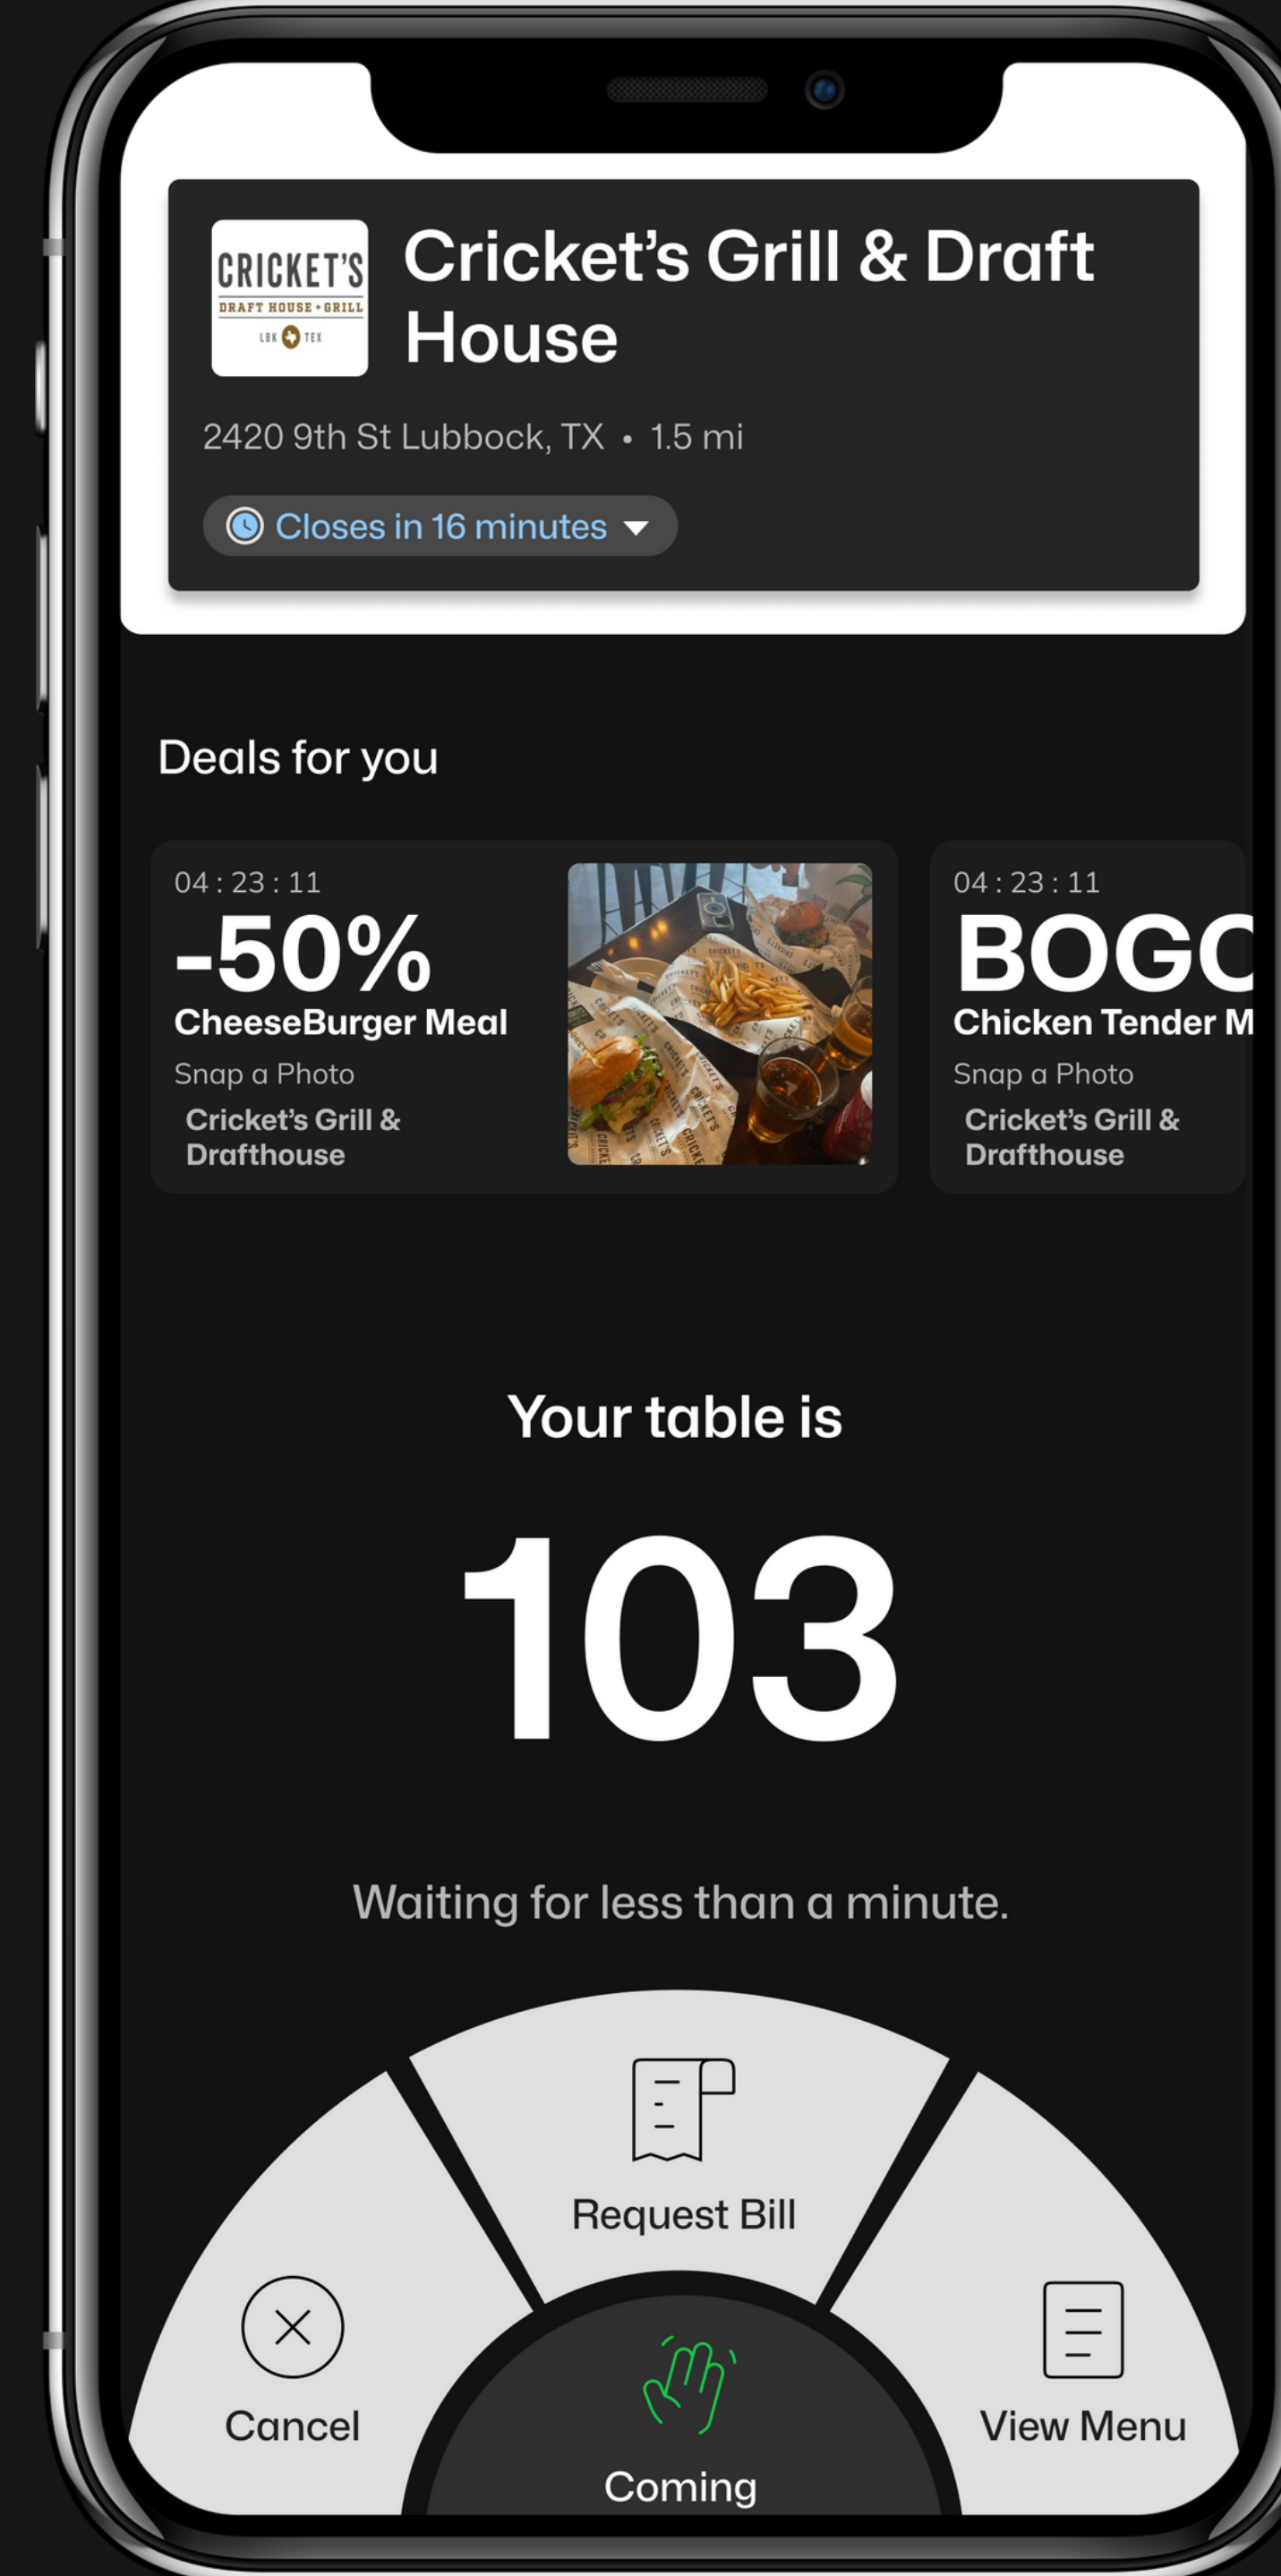 CRICKET'S
DRAFT HOUSE + GRILL
LBK TEX
Cricket’s Grill & Draft
House
2420 9th St Lubbock, TX • 1.5 mi
Closes in 16 minutes
Deals for you
04 : 23 : 11
-50%
CheeseBurger Meal
Snap a Photo
Cricket’s Grill &
Drafthouse
04 : 23 : 11
BOGO
Chicken Tender M
Snap a Photo
Cricket’s Grill &
Drafthouse
Your table is
103
Waiting for less than a minute.
Request Bill
Cancel
View Menu
Coming